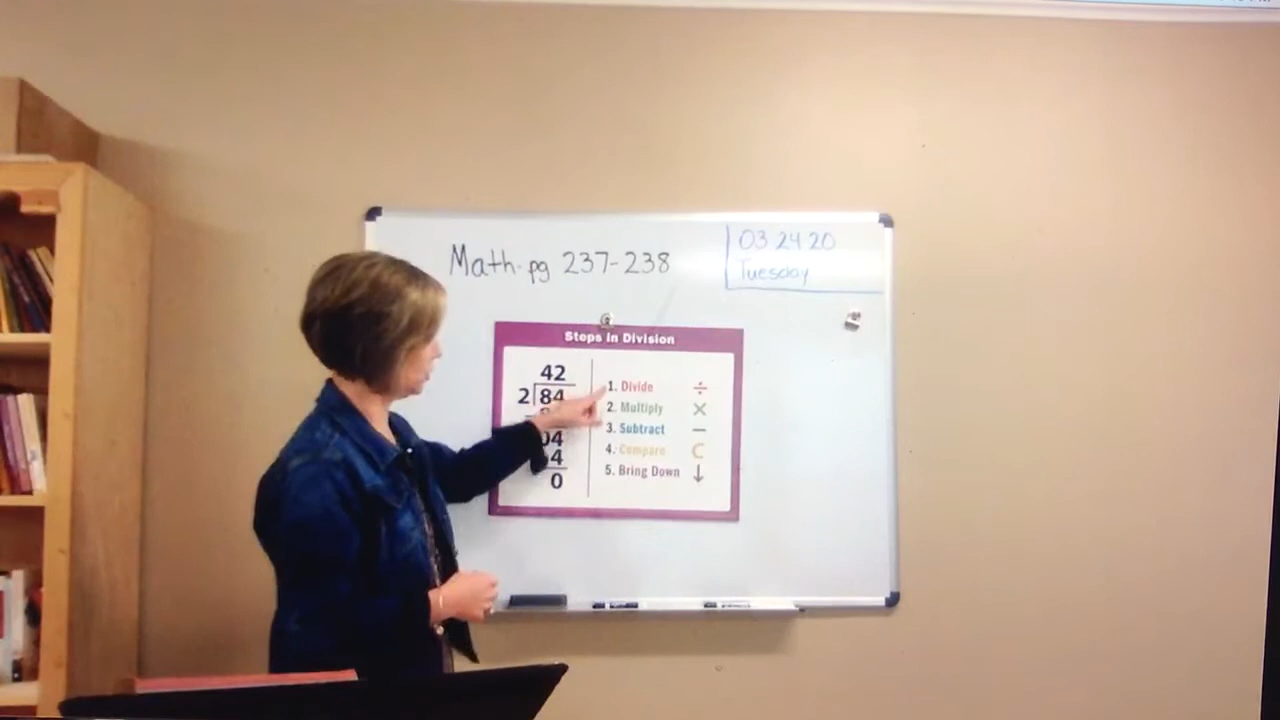 Math-pg 237-238
03 24 20
Tuesday
Steps in Division
42
2 84
04
4
0
1. Divide ÷
2. Multiply ×
3. Subtract −
4. Compare C
5. Bring Down ↓